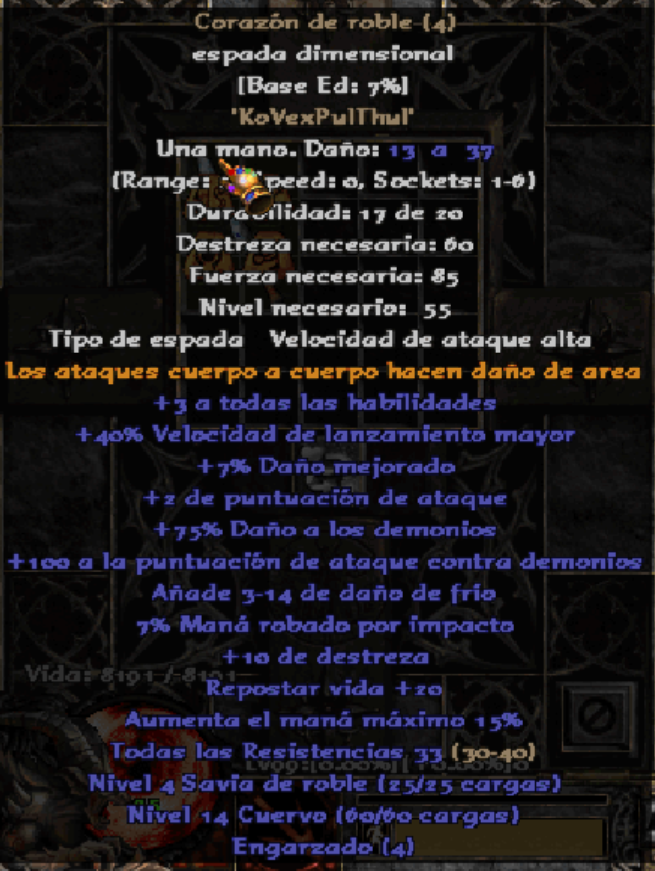 Corazón de roble (4)
espada dimensional
[Base Ed: 7%]
'KoVexPulThul'
Una mano. Daño: 13 a 37
(Range: Speed: 0, Sockets: 1-6)
Durabilidad: 17 de 20
Destreza necesaria: 60
Fuerza necesaria: 85
Nivel necesario: 55
Tipo de espada Velocidad de ataque alta
Los ataques cuerpo a cuerpo hacen daño de area
+3 a todas las habilidades
+40% Velocidad de lanzamiento mayor
+7% Daño mejorado
+2 de puntuación de ataque
+75% Daño a los demonios
+100 a la puntuación de ataque contra demonios
Añade 3-14 de daño de frío
7% Maná robado por impacto
+10 de destreza
Vida: 8191 / 8191
Repostar vida +20
Aumenta el maná máximo 15%
Todas las Resistencias 33 (30-40)
Nivel 4 Savia de roble (25/25 cargas)
Nivel 14 Cuervo (60/60 cargas)
Engarzado (4)